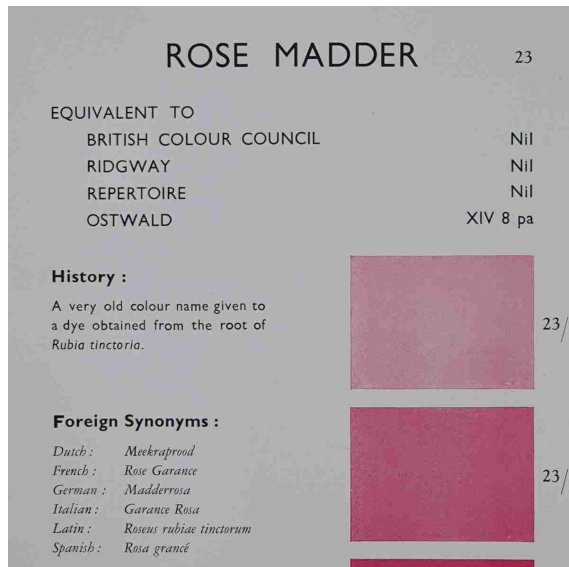 ROSE MADDER 23
EQUIVALENT TO
BRITISH COLOUR COUNCIL Nil
RIDGWAY Nil
REPERTOIRE Nil
OSTWALD XIV 8 pa
History :
A very old colour name given to
a dye obtained from the root of
Rubia tinctoria.
23/
Foreign Synonyms :
23/
Dutch : Meekraprood
French : Rose Garance
German : Madderrosa
Italian : Garance Rosa
Latin : Roseus rubiae tinctorum
Spanish : Rosa grancé